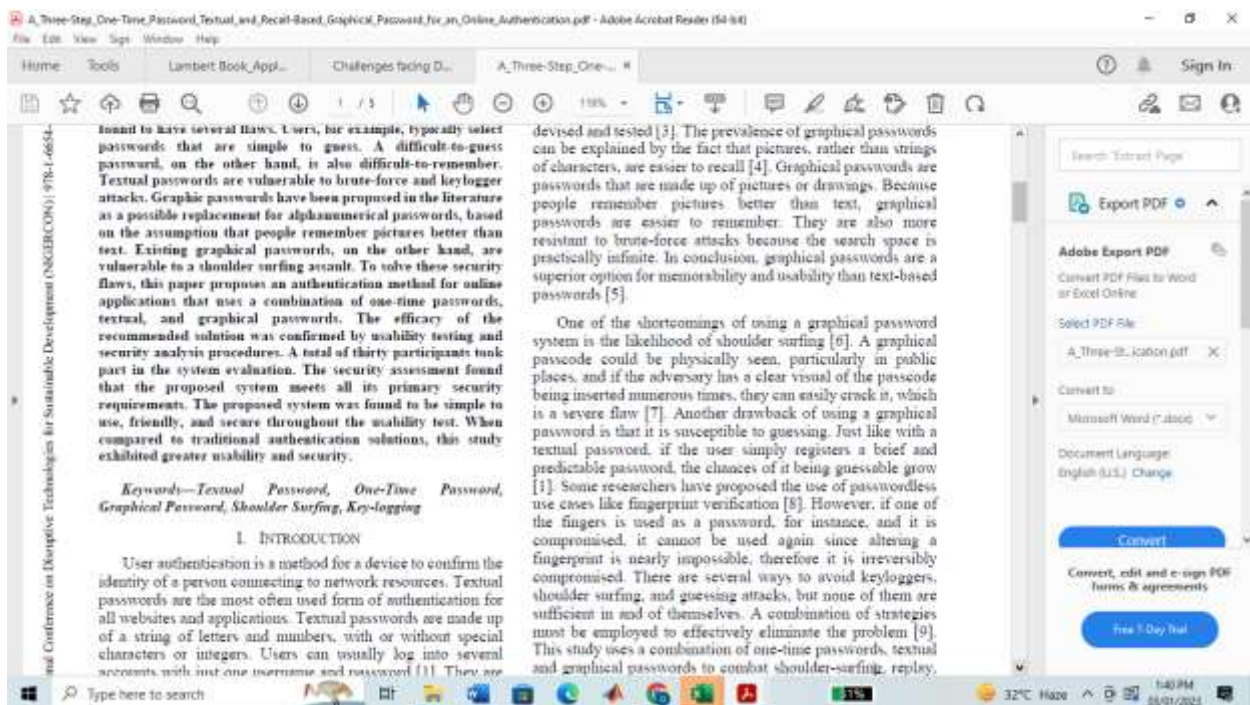 A_Three-Step_One-Time_Password_Textual_and_Recall-Based_Graphical_Password_for_an_Online_Authentication.pdf - Adobe Acrobat Reader (64-bit)
File Edit View Sign Window Help
Home Tools Lambert Book_Appl... Challenges facing D... A_Three-Step_One-... Sign In
1 / 5 118%
onal Conference on Disruptive Technologies for Sustainable Development (NIGERCON) | 978-1-6654-
found to have several flaws. Users, for example, typically select
passwords that are simple to guess. A difficult-to-guess
password, on the other hand, is also difficult-to-remember.
Textual passwords are vulnerable to brute-force and keylogger
attacks. Graphic passwords have been proposed in the literature
as a possible replacement for alphanumerical passwords, based
on the assumption that people remember pictures better than
text. Existing graphical passwords, on the other hand, are
vulnerable to a shoulder surfing assault. To solve these security
flaws, this paper proposes an authentication method for online
applications that uses a combination of one-time passwords,
textual, and graphical passwords. The efficacy of the
recommended solution was confirmed by usability testing and
security analysis procedures. A total of thirty participants took
part in the system evaluation. The security assessment found
that the proposed system meets all its primary security
requirements. The proposed system was found to be simple to
use, friendly, and secure throughout the usability test. When
compared to traditional authentication solutions, this study
exhibited greater usability and security.
Keywords—Textual Password, One-Time Password,
Graphical Password, Shoulder Surfing, Key-logging
I. INTRODUCTION
User authentication is a method for a device to confirm the
identity of a person connecting to network resources. Textual
passwords are the most often used form of authentication for
all websites and applications. Textual passwords are made up
of a string of letters and numbers, with or without special
characters or integers. Users can usually log into several
accounts with just one username and password [1]. They are
devised and tested [3]. The prevalence of graphical passwords
can be explained by the fact that pictures, rather than strings
of characters, are easier to recall [4]. Graphical passwords are
passwords that are made up of pictures or drawings. Because
people remember pictures better than text, graphical
passwords are easier to remember. They are also more
resistant to brute-force attacks because the search space is
practically infinite. In conclusion, graphical passwords are a
superior option for memorability and usability than text-based
passwords [5].
One of the shortcomings of using a graphical password
system is the likelihood of shoulder surfing [6]. A graphical
passcode could be physically seen, particularly in public
places, and if the adversary has a clear visual of the passcode
being inserted numerous times, they can easily crack it, which
is a severe flaw [7]. Another drawback of using a graphical
password is that it is susceptible to guessing. Just like with a
textual password, if the user simply registers a brief and
predictable password, the chances of it being guessable grow
[1]. Some researchers have proposed the use of passwordless
use cases like fingerprint verification [8]. However, if one of
the fingers is used as a password, for instance, and it is
compromised, it cannot be used again since altering a
fingerprint is nearly impossible, therefore it is irreversibly
compromised. There are several ways to avoid keyloggers,
shoulder surfing, and guessing attacks, but none of them are
sufficient in and of themselves. A combination of strategies
must be employed to effectively eliminate the problem [9].
This study uses a combination of one-time passwords, textual
and graphical passwords to combat shoulder-surfing, replay,
Search 'Extract Page'
Export PDF
Adobe Export PDF
Convert PDF Files to Word
or Excel Online
Select PDF File
A_Three-St...ication.pdf
Convert to
Microsoft Word (*.docx)
Document Language:
English (U.S.) Change
Convert
Convert, edit and e-sign PDF
forms & agreements
Free 7-Day Trial
Type here to search
32°C Haze
1:40 PM